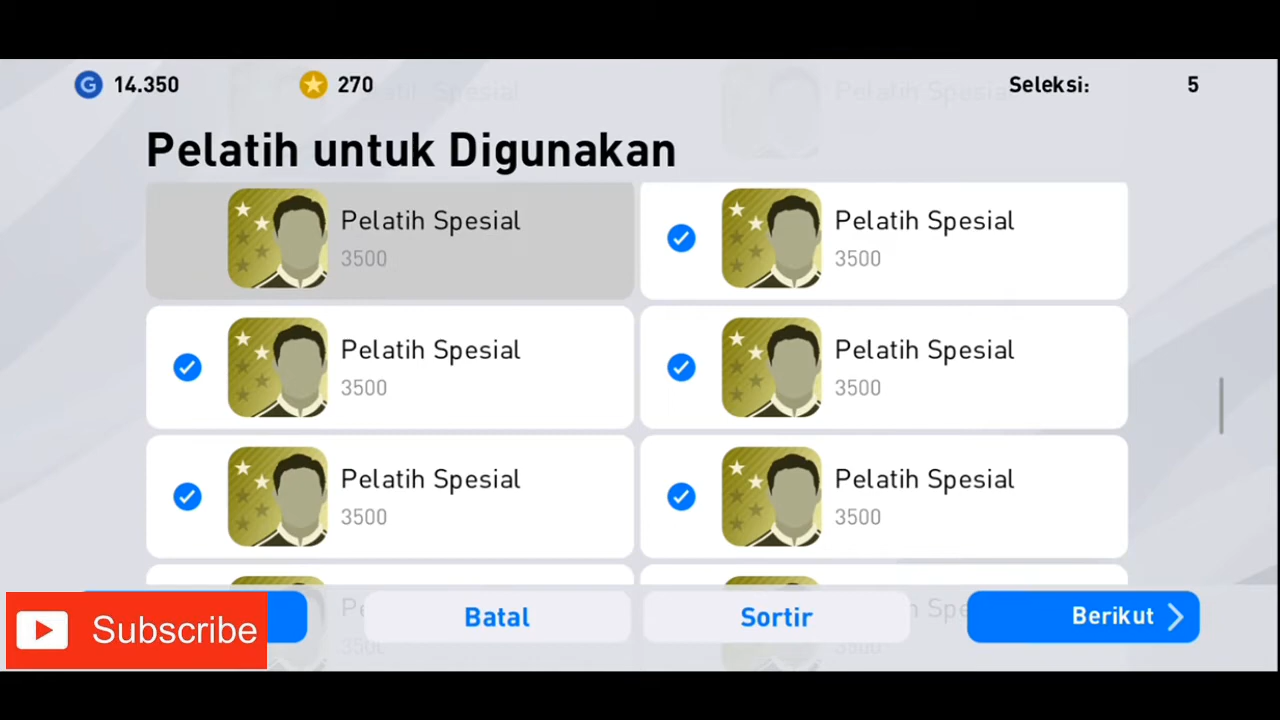 14.350 270 Seleksi: 5
Pelatih untuk Digunakan
Pelatih Spesial Pelatih Spesial
3500 3500
Pelatih Spesial Pelatih Spesial
3500 3500
Pelatih Spesial Pelatih Spesial
3500 3500
Subscribe Batal Sortir Berikut